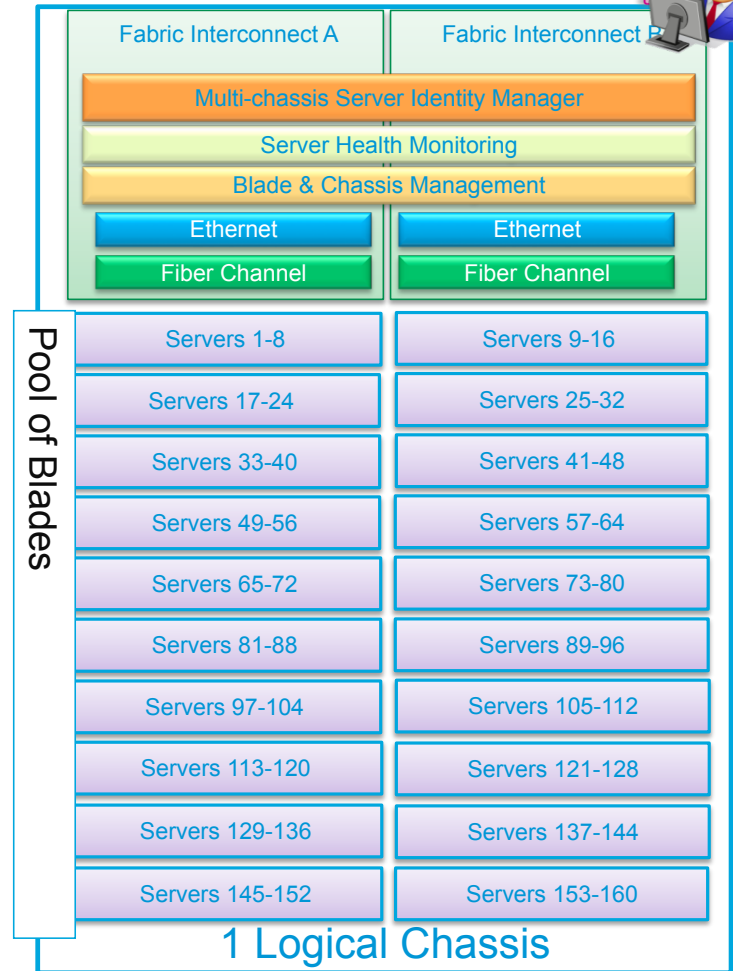 Fabric Interconnect A
Fabric Interconnect
Multi-chassis Server Identity Manager
Server Health Monitoring
Blade & Chassis Management
Ethernet
Ethernet
Fiber Channel
Fiber Channel
Pool of Blades
Servers 1-8
Servers 9-16
Servers 17-24
Servers 25-32
Servers 33-40
Servers 41-48
Servers 49-56
Servers 57-64
Servers 65-72
Servers 73-80
Servers 81-88
Servers 89-96
Servers 97-104
Servers 105-112
Servers 113-120
Servers 121-128
Servers 129-136
Servers 137-144
Servers 145-152
Servers 153-160
1 Logical Chassis